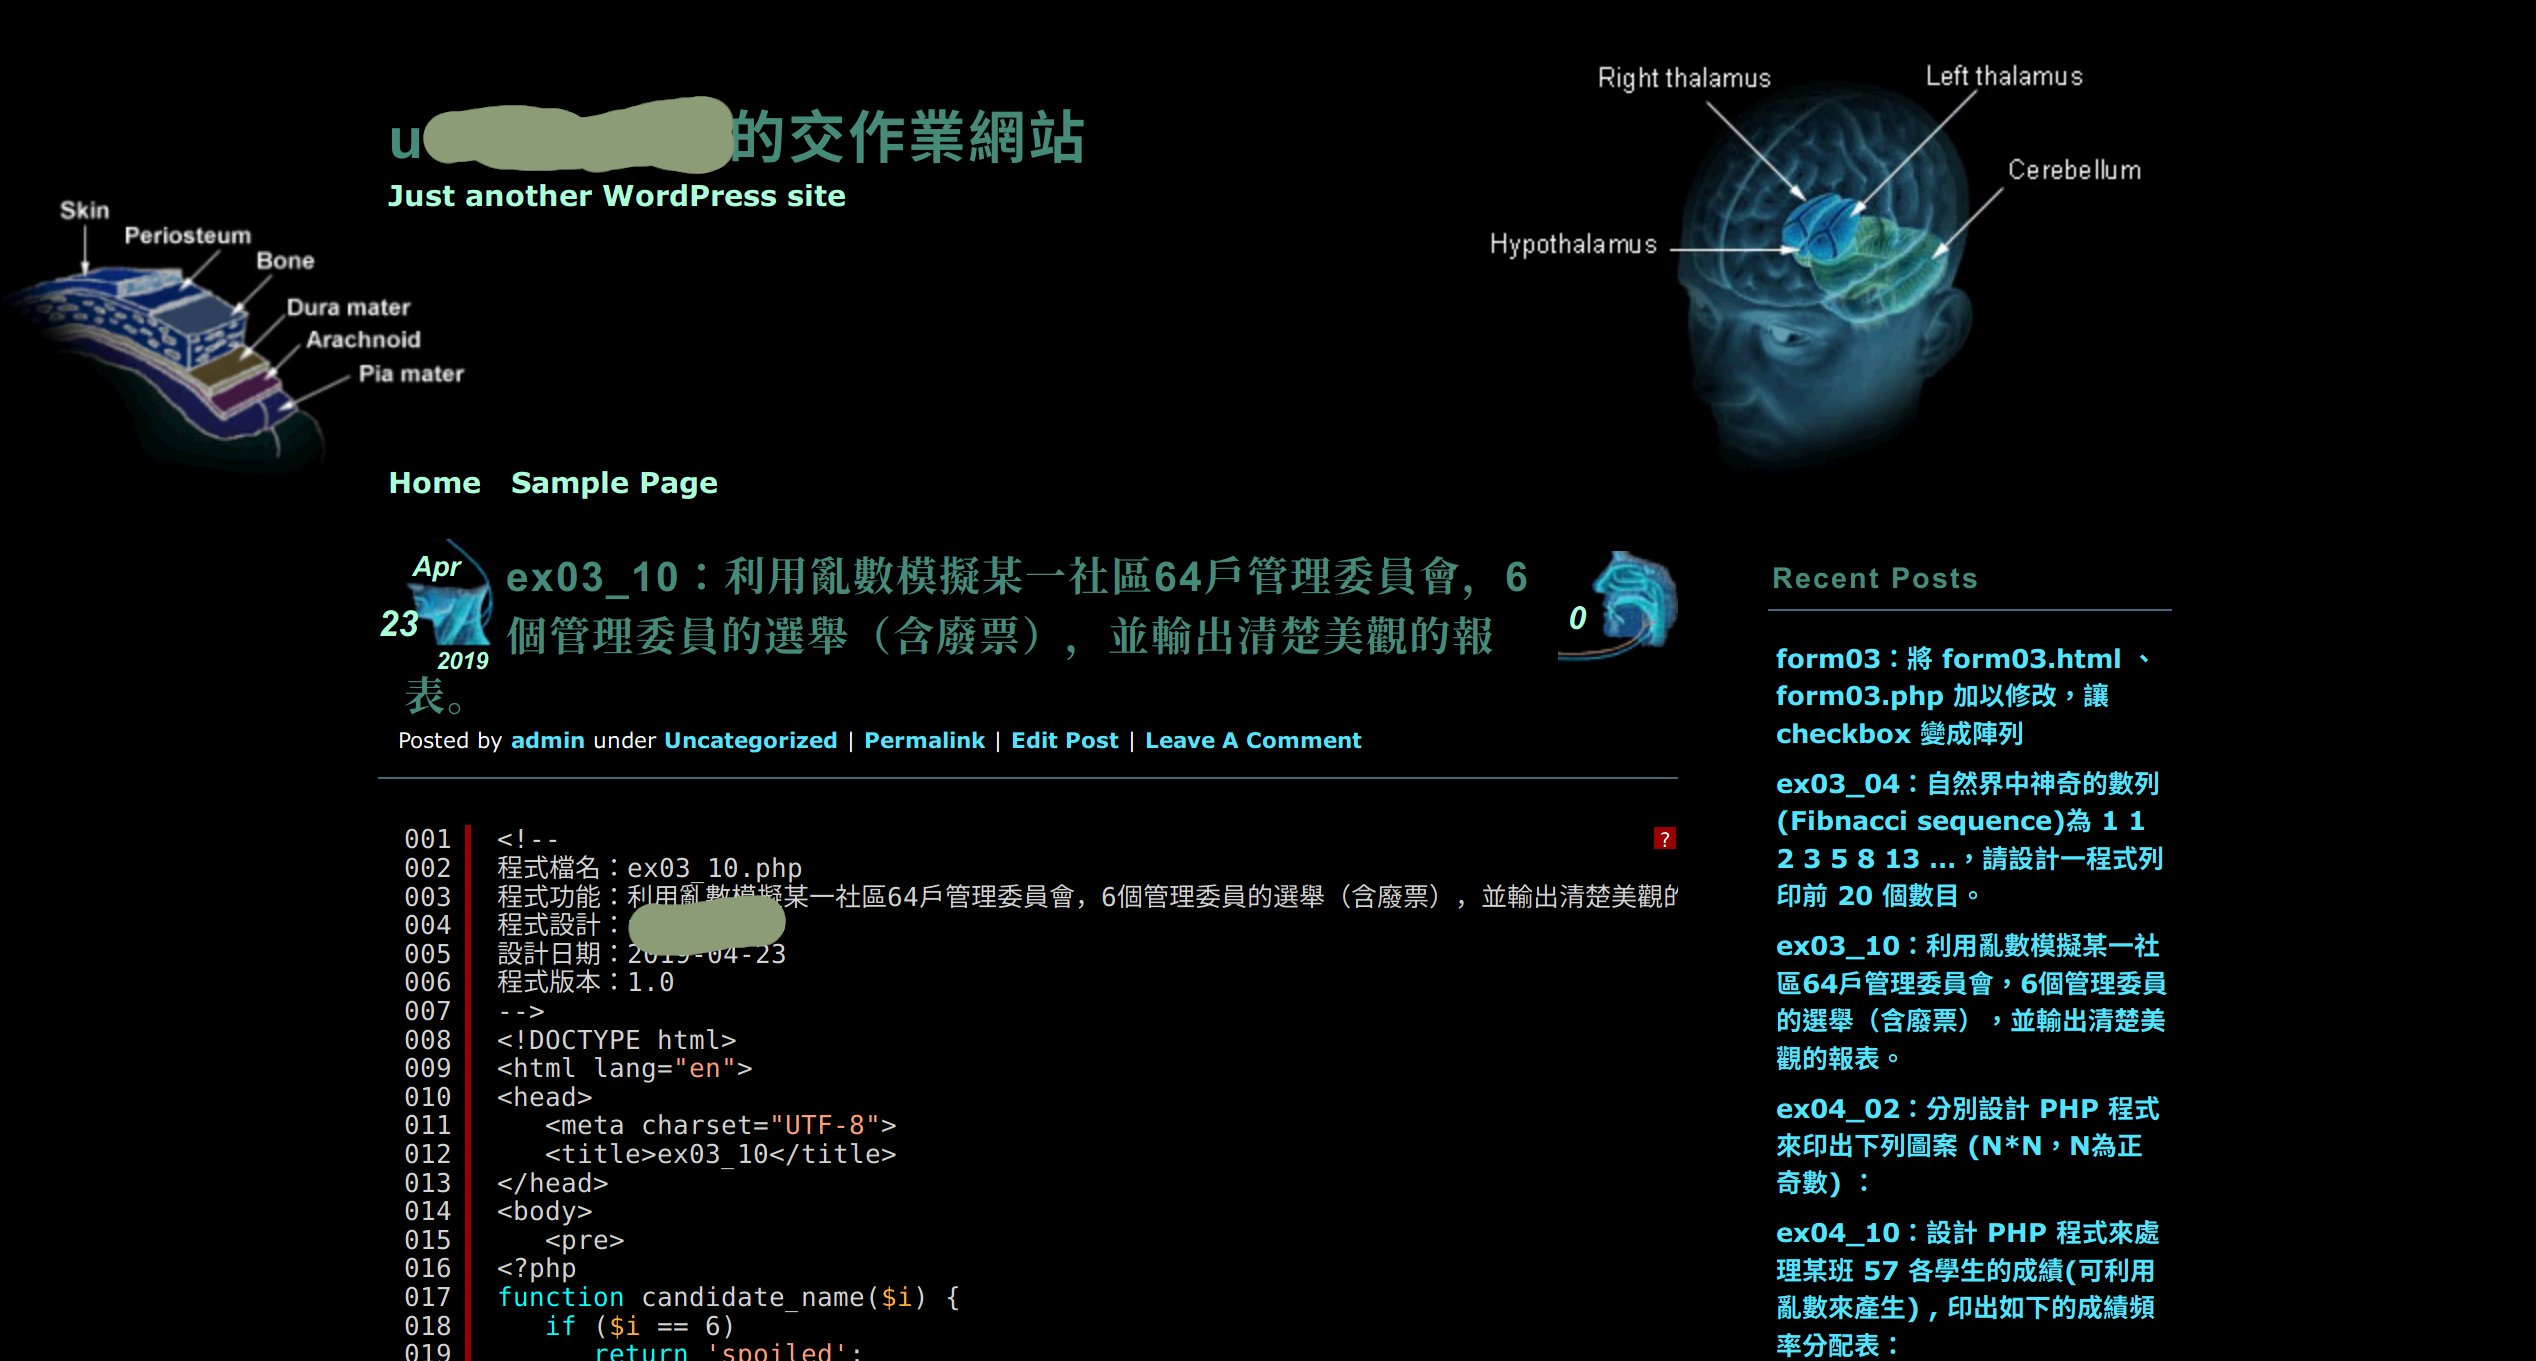 u 的交作業網站
Just another WordPress site
Skin
Periosteum
Bone
Dura mater
Arachnoid
Pia mater
Right thalamus
Left thalamus
Cerebellum
Hypothalamus
Home Sample Page
Apr
23
2019
ex03_10：利用亂數模擬某一社區64戶管理委員會，6
個管理委員的選舉（含廢票），並輸出清楚美觀的報
表。
0
Posted by admin under Uncategorized | Permalink | Edit Post | Leave A Comment
001 <!--
?
002 程式檔名：ex03_10.php
003 程式功能：利用亂數模擬某一社區64戶管理委員會，6個管理委員的選舉（含廢票），並輸出清楚美觀的
004 程式設計：
005 設計日期：2019-04-23
006 程式版本：1.0
007 -->
008 <!DOCTYPE html>
009 <html lang="en">
010 <head>
011 <meta charset="UTF-8">
012 <title>ex03_10</title>
013 </head>
014 <body>
015 <pre>
016 <?php
017 function candidate_name($i) {
018 if ($i == 6)
019 return 'spoiled';
Recent Posts
form03：將 form03.html 、
form03.php 加以修改，讓
checkbox 變成陣列
ex03_04：自然界中神奇的數列
(Fibnacci sequence)為 1 1
2 3 5 8 13 …，請設計一程式列
印前 20 個數目。
ex03_10：利用亂數模擬某一社
區64戶管理委員會，6個管理委員
的選舉（含廢票），並輸出清楚美
觀的報表。
ex04_02：分別設計 PHP 程式
來印出下列圖案 (N*N，N為正
奇數) ：
ex04_10：設計 PHP 程式來處
理某班 57 各學生的成績(可利用
亂數來產生) , 印出如下的成績頻
率分配表：